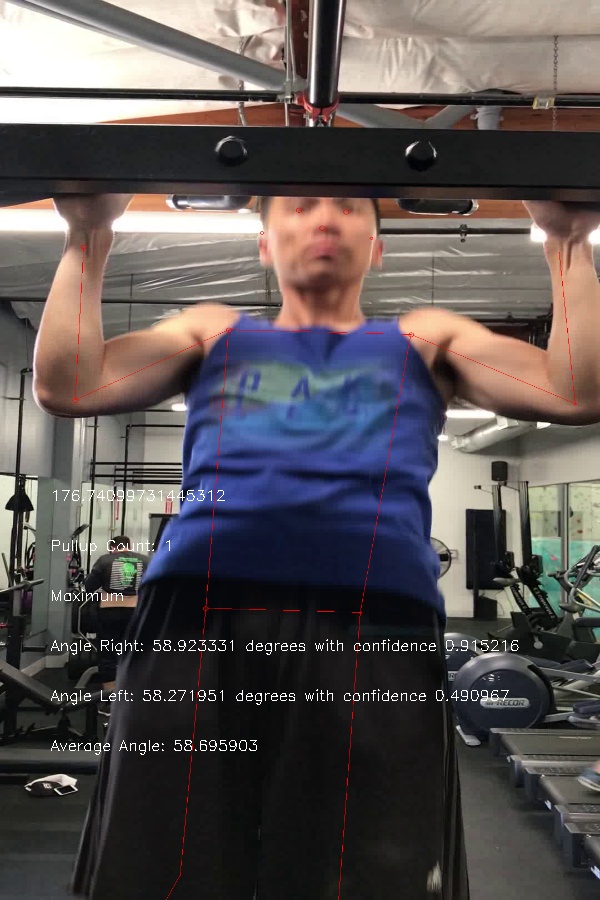 176.74099731445312
Pullup Count: 1
Maximum
Angle Right: 58.923331 degrees with confidence 0.915216
Angle Left: 58.271951 degrees with confidence 0.490967
PRECOR
Average Angle: 58.695903